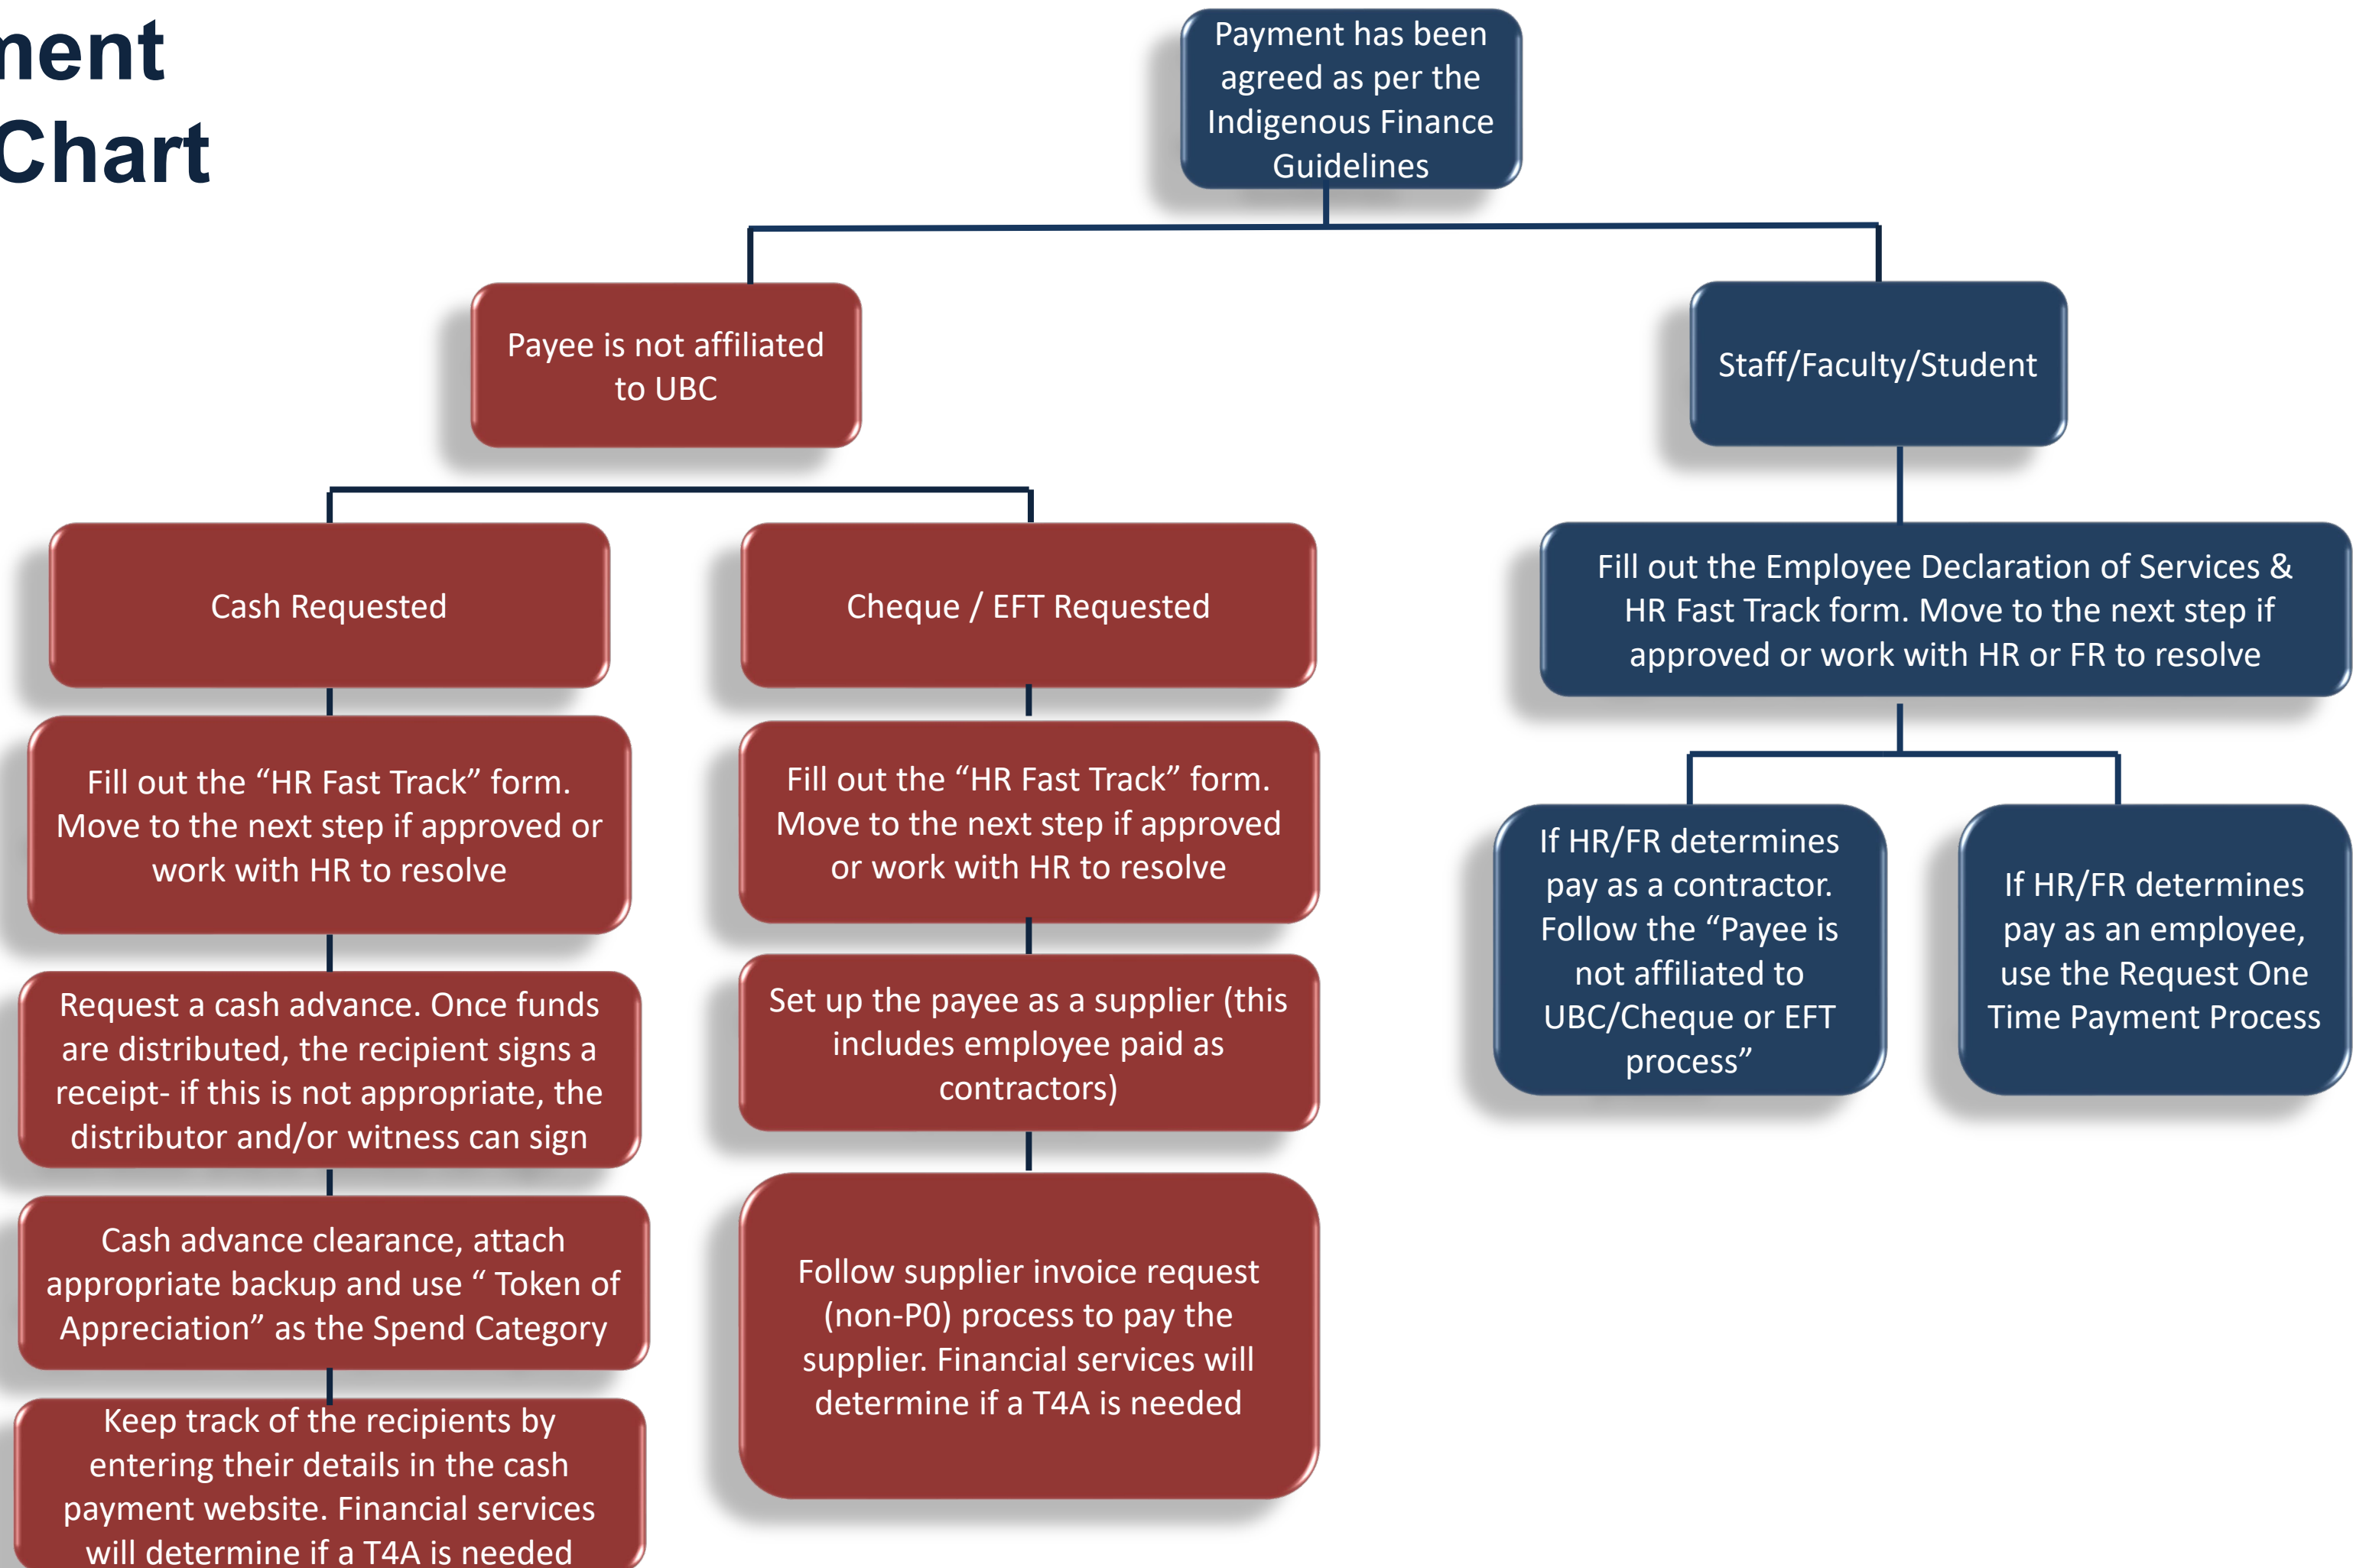 ment
Chart
Payment has been
agreed as per the
Indigenous Finance
Guidelines
Payee is not affiliated
to UBC
Staff/Faculty/Student
Cash Requested
Cheque / EFT Requested
Fill out the Employee Declaration of Services &
HR Fast Track form. Move to the next step if
approved or work with HR or FR to resolve
Fill out the “HR Fast Track” form.
Move to the next step if approved or
work with HR to resolve
Fill out the “HR Fast Track” form.
Move to the next step if approved
or work with HR to resolve
If HR/FR determines
pay as a contractor.
Follow the “Payee is
not affiliated to
UBC/Cheque or EFT
process”
If HR/FR determines
pay as an employee,
use the Request One
Time Payment Process
Request a cash advance. Once funds
are distributed, the recipient signs a
receipt- if this is not appropriate, the
distributor and/or witness can sign
Set up the payee as a supplier (this
includes employee paid as
contractors)
Cash advance clearance, attach
appropriate backup and use “ Token of
Appreciation” as the Spend Category
Follow supplier invoice request
(non-P0) process to pay the
supplier. Financial services will
determine if a T4A is needed
Keep track of the recipients by
entering their details in the cash
payment website. Financial services
will determine if a T4A is needed